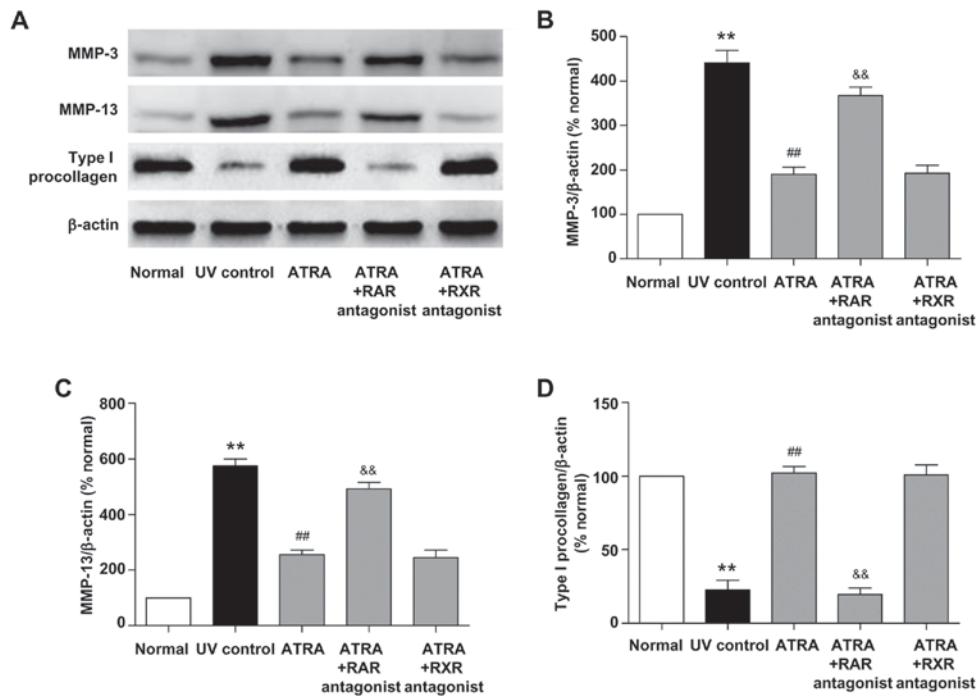 A
MMP-3
MMP-13
Type I
procollagen
β-actin
Normal UV control ATRA ATRA ATRA
+RAR +RXR
antagonist antagonist
B
MMP-3/β-actin (% normal)
500
400
300
200
100
0
**
##
&&
Normal UV control ATRA ATRA ATRA
+RAR +RXR
antagonist antagonist
C
MMP-13/β-actin (% normal)
800
600
400
200
0
**
##
&&
Normal UV control ATRA ATRA ATRA
+RAR +RXR
antagonist antagonist
D
Type I procollagen/β-actin
(% normal)
150
100
50
0
**
##
&&
Normal UV control ATRA ATRA ATRA
+RAR +RXR
antagonist antagonist